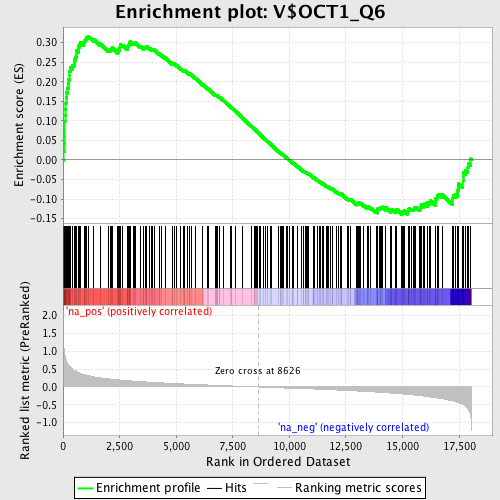 Enrichment plot: V$OCT1_Q6
Enrichment score (ES)
0.30
0.25
0.20
0.15
0.10
0.05
0.00
-0.05
-0.10
-0.15
'na_pos' (positively correlated)
Ranked list metric (PreRanked)
2.0
1.5
1.0
0.5
0.0
-0.5
-1.0
Zero cross at 8626
'na_neg' (negatively correlated)
0
2,500
5,000
7,500
10,000
12,500
15,000
17,500
Rank in Ordered Dataset
Enrichment profile
Hits
Ranking metric scores